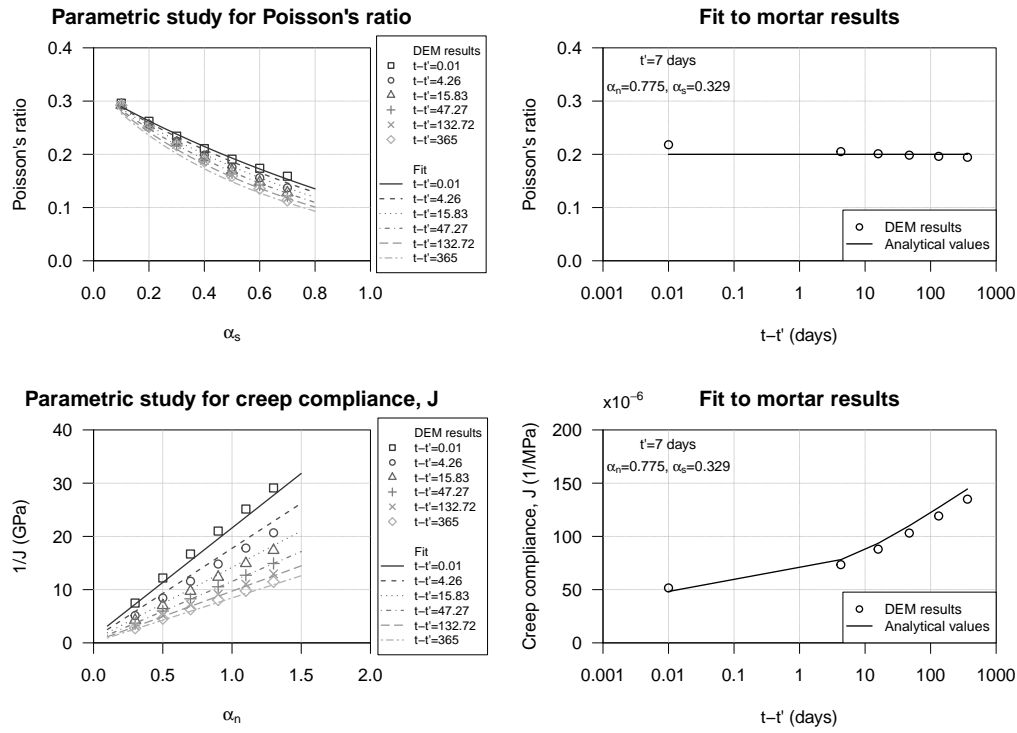 Parametric study for Poisson's ratio
0.4
0.3
0.2
0.1
0.0
Poisson's ratio
0.0 0.2 0.4 0.6 0.8 1.0
αs
DEM results
t−t'=0.01
t−t'=4.26
t−t'=15.83
t−t'=47.27
t−t'=132.72
t−t'=365
Fit
t−t'=0.01
t−t'=4.26
t−t'=15.83
t−t'=47.27
t−t'=132.72
t−t'=365
Fit to mortar results
0.4
0.3
0.2
0.1
0.0
Poisson's ratio
t'=7 days
αn=0.775, αs=0.329
DEM results
Analytical values
0.001 0.01 0.1 1 10 100 1000
t−t' (days)
Parametric study for creep compliance, J
40
30
20
10
0
1/J (GPa)
0.0 0.5 1.0 1.5 2.0
αn
DEM results
t−t'=0.01
t−t'=4.26
t−t'=15.83
t−t'=47.27
t−t'=132.72
t−t'=365
Fit
t−t'=0.01
t−t'=4.26
t−t'=15.83
t−t'=47.27
t−t'=132.72
t−t'=365
x10−6
Fit to mortar results
200
150
100
50
0
Creep compliance, J (1/MPa)
t'=7 days
αn=0.775, αs=0.329
DEM results
Analytical values
0.001 0.01 0.1 1 10 100 1000
t−t' (days)